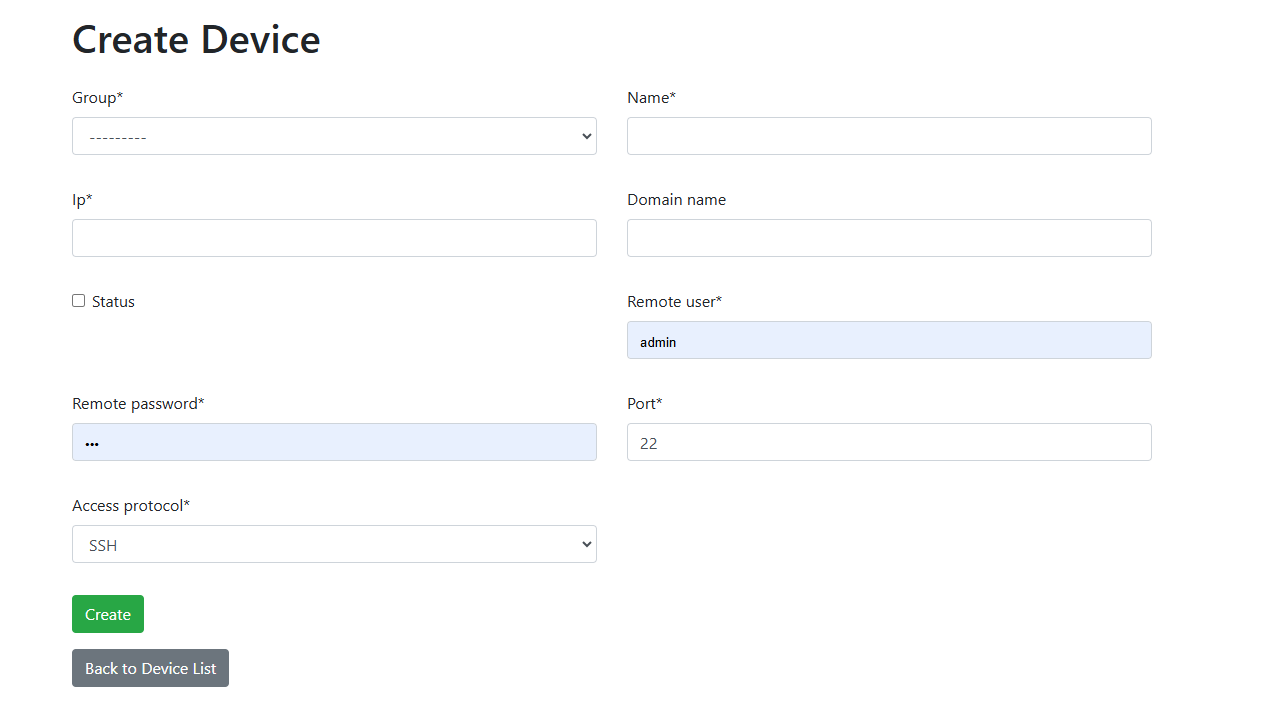 Create Device
Group*
Name*
---------
Ip*
Domain name
Status
Remote user*
admin
Remote password*
Port*
•••
22
Access protocol*
SSH
Create
Back to Device List